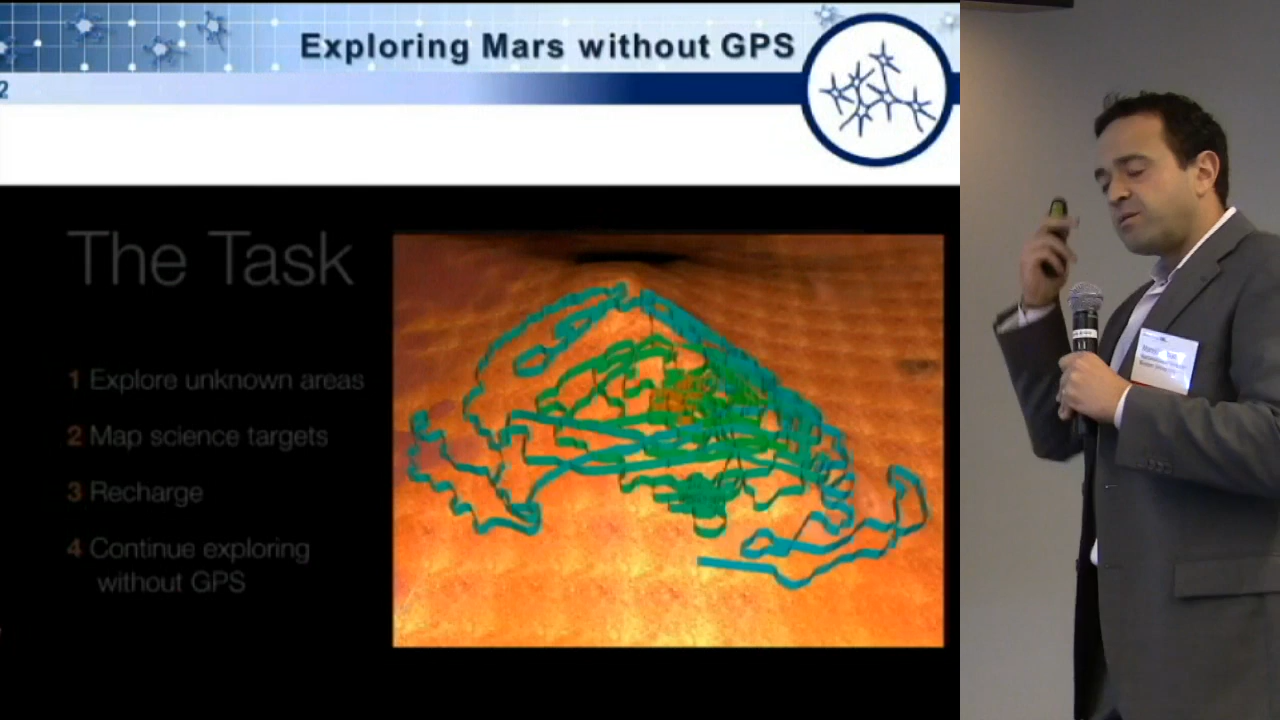 Exploring Mars without GPS
2
The Task
1 Explore unknown areas
2 Map science targets
3 Recharge
4 Continue exploring
without GPS